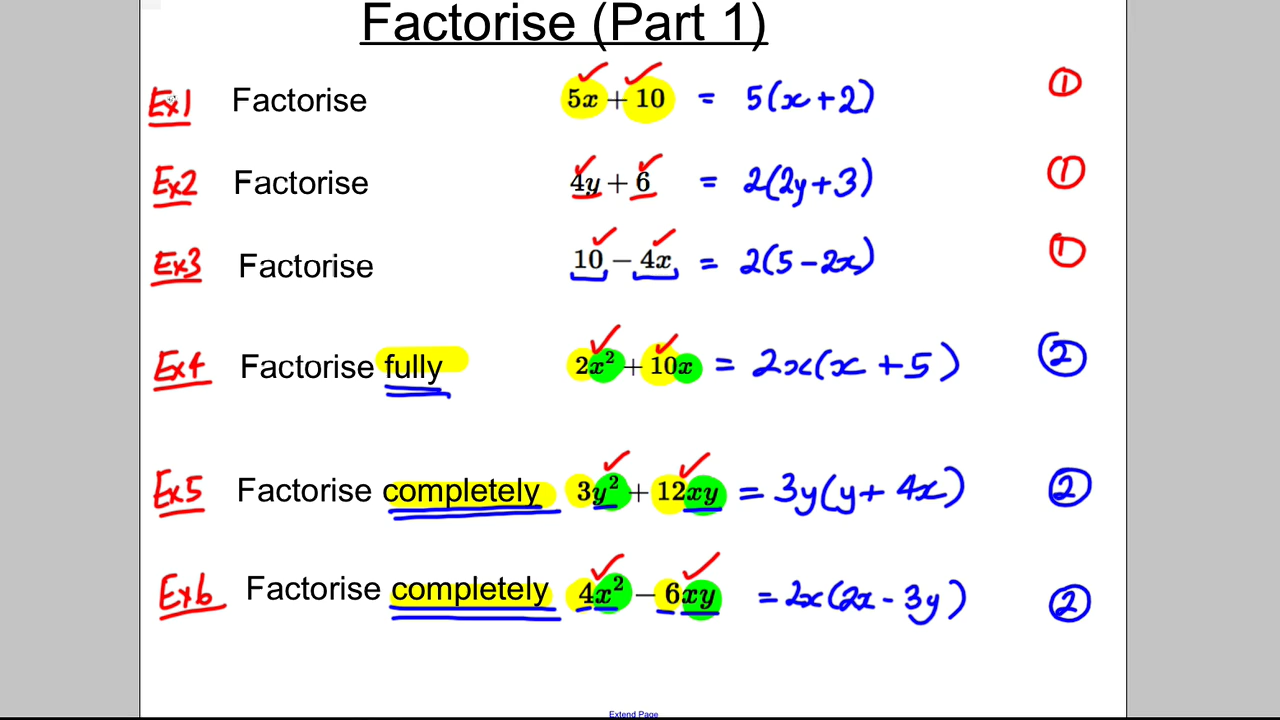 Factorise (Part 1)
Ex1 Factorise 5x + 10 = 5(x+2) ①
Ex2 Factorise 4y + 6 = 2(2y+3) ①
Ex3 Factorise 10 − 4x = 2(5−2x) ①
Ex4 Factorise fully 2x² + 10x = 2x(x+5) ②
Ex5 Factorise completely 3y² + 12xy = 3y(y+4x) ②
Ex6 Factorise completely 4x² − 6xy = 2x(2x-3y) ②
Extend Page